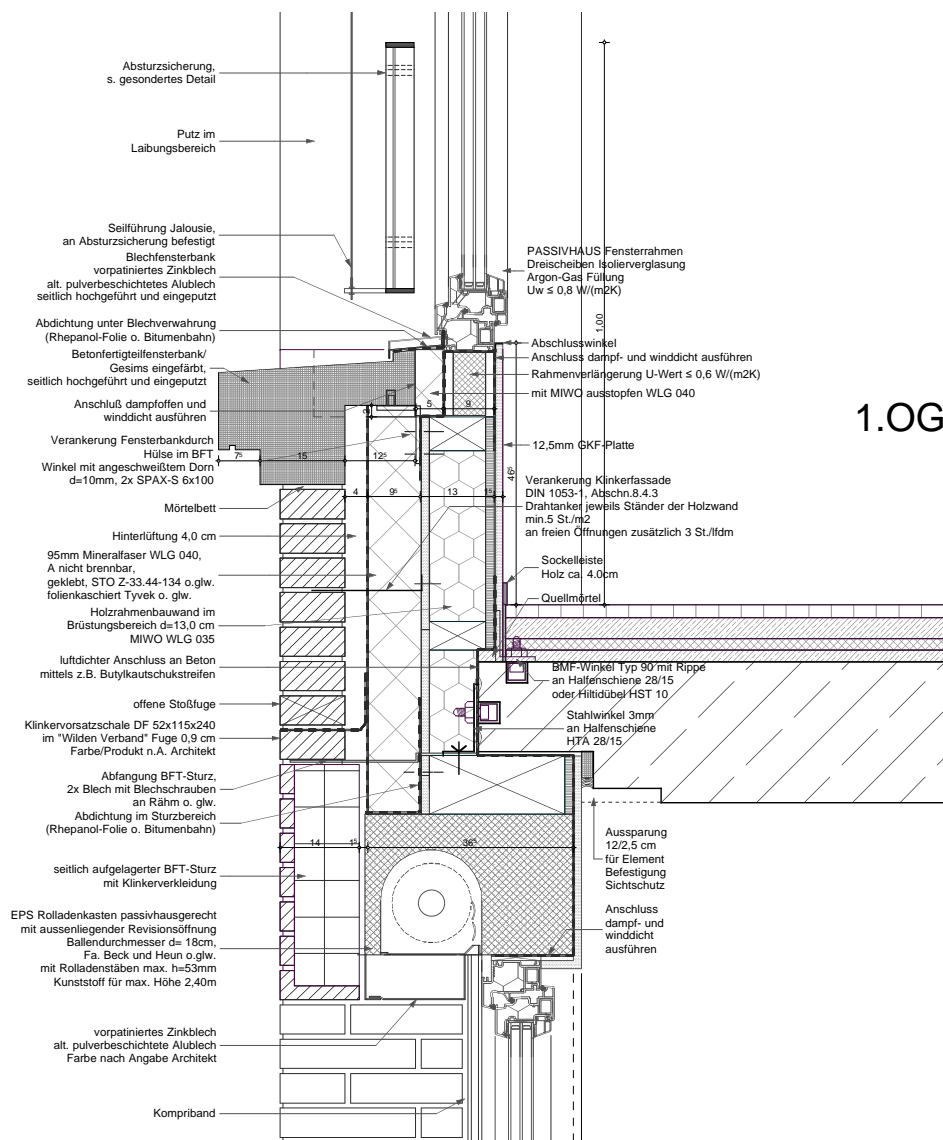 Absturzsicherung,
s. gesondertes Detail
Putz im
Laibungsbereich
Seilführung Jalousie,
an Absturzsicherung befestigt
Blechfensterbank
vorpatiniertes Zinkblech
alt. pulverbeschichtetes Alublech
seitlich hochgeführt und eingeputzt
Abdichtung unter Blechverwahrung
(Rhepanol-Folie o. Bitumenbahn)
Betonfertigteilfensterbank/
Gesims eingefärbt,
seitlich hochgeführt und eingeputzt
Anschluß dampfoffen und
winddicht ausführen
Verankerung Fensterbankdurch
Hülse im BFT
Winkel mit angeschweißtem Dorn
d=10mm, 2x SPAX-S 6x100
Mörtelbett
Hinterlüftung 4,0 cm
95mm Mineralfaser WLG 040,
A nicht brennbar,
geklebt, STO Z-33.44-134 o.glw.
folienkaschiert Tyvek o. glw.
Holzrahmenbauwand im
Brüstungsbereich d=13,0 cm
MIWO WLG 035
luftdichter Anschluss an Beton
mittels z.B. Butylkautschukstreifen
offene Stoßfuge
Klinkervorsatzschale DF 52x115x240
im "Wilden Verband" Fuge 0,9 cm
Farbe/Produkt n.A. Architekt
Abfangung BFT-Sturz,
2x Blech mit Blechschrauben
an Rähm o. glw.
Abdichtung im Sturzbereich
(Rhepanol-Folie o. Bitumenbahn)
seitlich aufgelagerter BFT-Sturz
mit Klinkerverkleidung
EPS Rolladenkasten passivhausgerecht
mit aussenliegender Revisionsöffnung
Ballendurchmesser d= 18cm,
Fa. Beck und Heun o.glw.
mit Rolladenstäben max. h=53mm
Kunststoff für max. Höhe 2,40m
vorpatiniertes Zinkblech
alt. pulverbeschichtete Alublech
Farbe nach Angabe Architekt
Kompriband
PASSIVHAUS Fensterrahmen
Dreischeiben Isolierverglasung
Argon-Gas Füllung
Uw ≤ 0,8 W/(m2K)
1,00
Abschlusswinkel
Anschluss dampf- und winddicht ausführen
Rahmenverlängerung U-Wert ≤ 0,6 W/(m2K)
mit MIWO ausstopfen WLG 040
1.OG
12,5mm GKF-Platte
46⁵
Verankerung Klinkerfassade
DIN 1053-1, Abschn.8.4.3
Drahtanker jeweils Ständer der Holzwand
min.5 St./m2
an freien Öffnungen zusätzlich 3 St./lfdm
Sockelleiste
Holz ca. 4.0cm
Quellmörtel
BMF-Winkel Typ 90 mit Rippe
an Halfenschiene 28/15
oder Hiltidübel HST 10
Stahlwinkel 3mm
an Halfenschiene
HTA 28/15
Aussparung
12/2,5 cm
für Element
Befestigung
Sichtschutz
Anschluss
dampf- und
winddicht
ausführen
5 9
7⁵ 15 12⁵
4 9⁵ 13 1⁵
14 1⁵ 36⁵